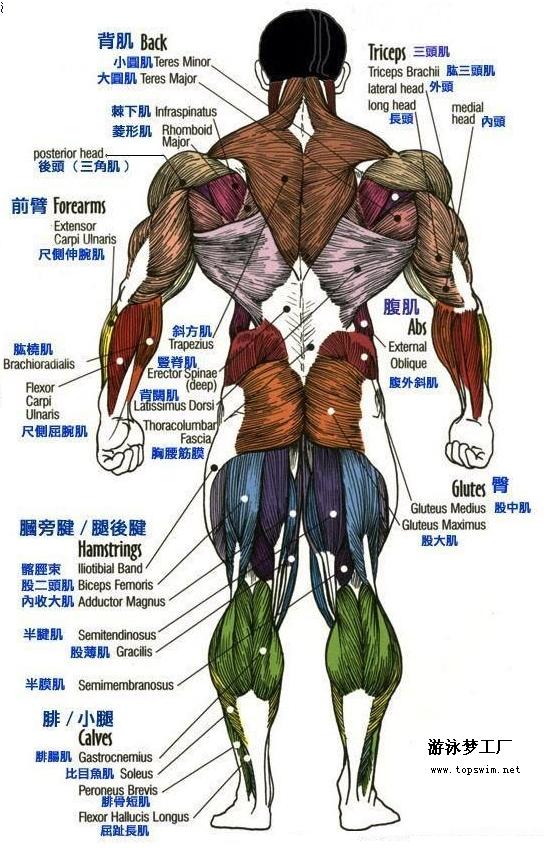 背肌 Back
小圓肌 Teres Minor
大圓肌 Teres Major
棘下肌 Infraspinatus
菱形肌 Rhomboid
Major
posterior head
後頭（三角肌）
前臂 Forearms
Extensor
Carpi Ulnaris
尺側伸腕肌
肱橈肌
Brachioradialis
Flexor
Carpi
Ulnaris
尺側屈腕肌
斜方肌
Trapezius
豎脊肌
Erector Spinae
(deep)
背闊肌
Latissimus Dorsi
Thoracolumbar
Fascia
胸腰筋膜
Triceps 三頭肌
Triceps Brachii 肱三頭肌
lateral head 外頭
long head
長頭
medial
head 內頭
腹肌
Abs
External
Oblique
腹外斜肌
Glutes 臀
Gluteus Medius 股中肌
Gluteus Maximus
股大肌
膕旁腱 / 腿後腱
Hamstrings
髂脛束 Iliotibial Band
股二頭肌 Biceps Femoris
內收大肌 Adductor Magnus
半腱肌 Semitendinosus
股薄肌 Gracilis
半膜肌 Semimembranosus
腓 / 小腿
Calves
腓腸肌 Gastrocnemius
比目魚肌 Soleus
Peroneus Brevis
腓骨短肌
Flexor Hallucis Longus
屈趾長肌
游泳梦工厂
www.topswim.net